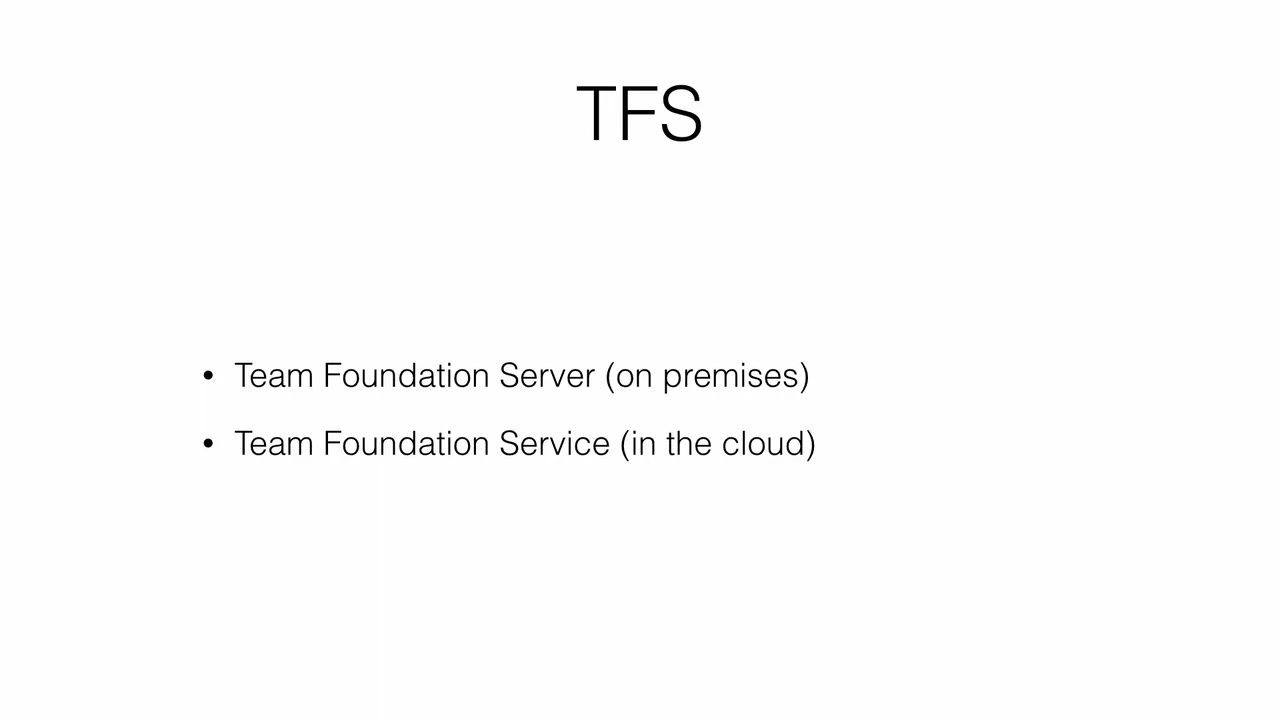 TFS
• Team Foundation Server (on premises)
• Team Foundation Service (in the cloud)